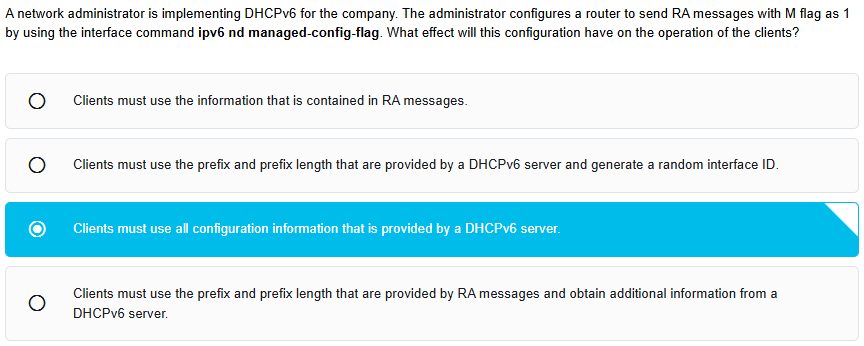 A network administrator is implementing DHCPv6 for the company. The administrator configures a router to send RA messages with M flag as 1
by using the interface command ipv6 nd managed-config-flag. What effect will this configuration have on the operation of the clients?
Clients must use the information that is contained in RA messages.
Clients must use the prefix and prefix length that are provided by a DHCPv6 server and generate a random interface ID.
Clients must use all configuration information that is provided by a DHCPv6 server.
Clients must use the prefix and prefix length that are provided by RA messages and obtain additional information from a
DHCPv6 server.